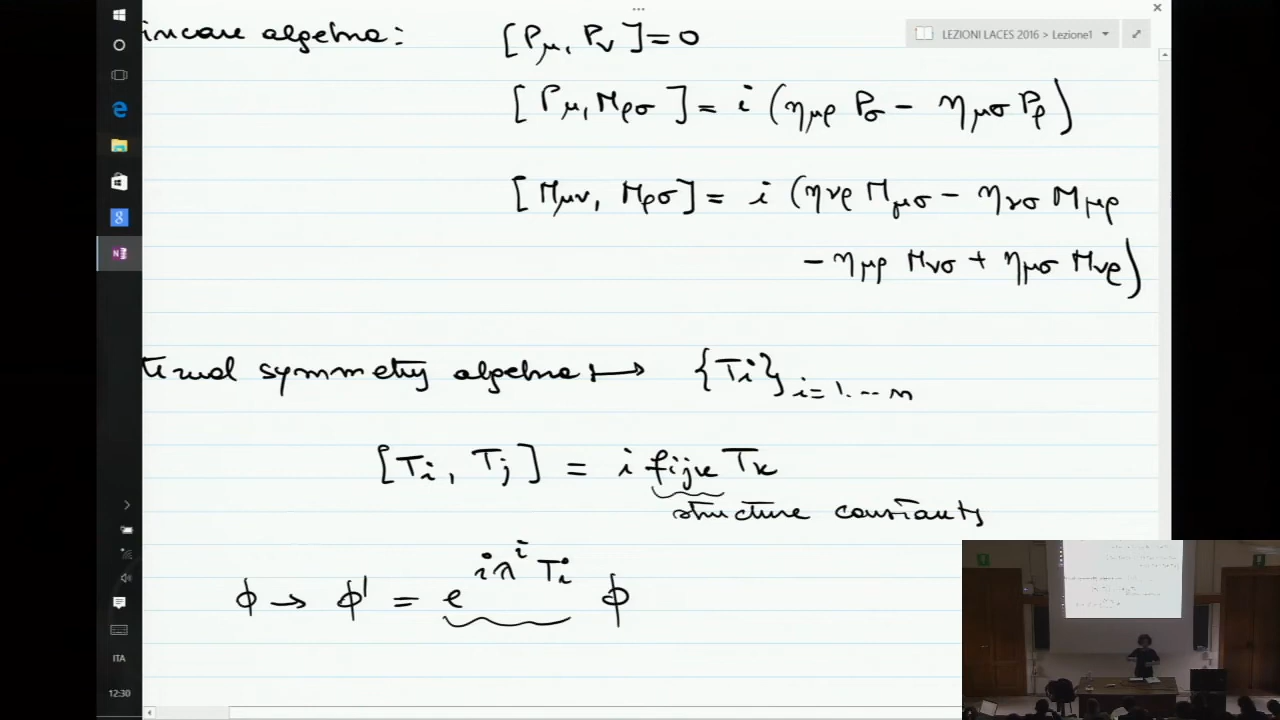 LEZIONI LACES 2016 > Lezione1
incare algebra: [Pμ, Pν] = 0
[Pμ, Mρσ] = i (ημρ Pσ − ημσ Pρ)
[Mμν, Mρσ] = i (ηνρ Mμσ − ηνσ Mμρ
− ημρ Mνσ + ημσ Mνρ)
ternal symmetry algebra ↦ {Ti}i=1...n
[Ti, Tj] = i fijk Tk
structure constants
ϕ → ϕ' = e^{iλ^i Ti} ϕ
ITA
12:30